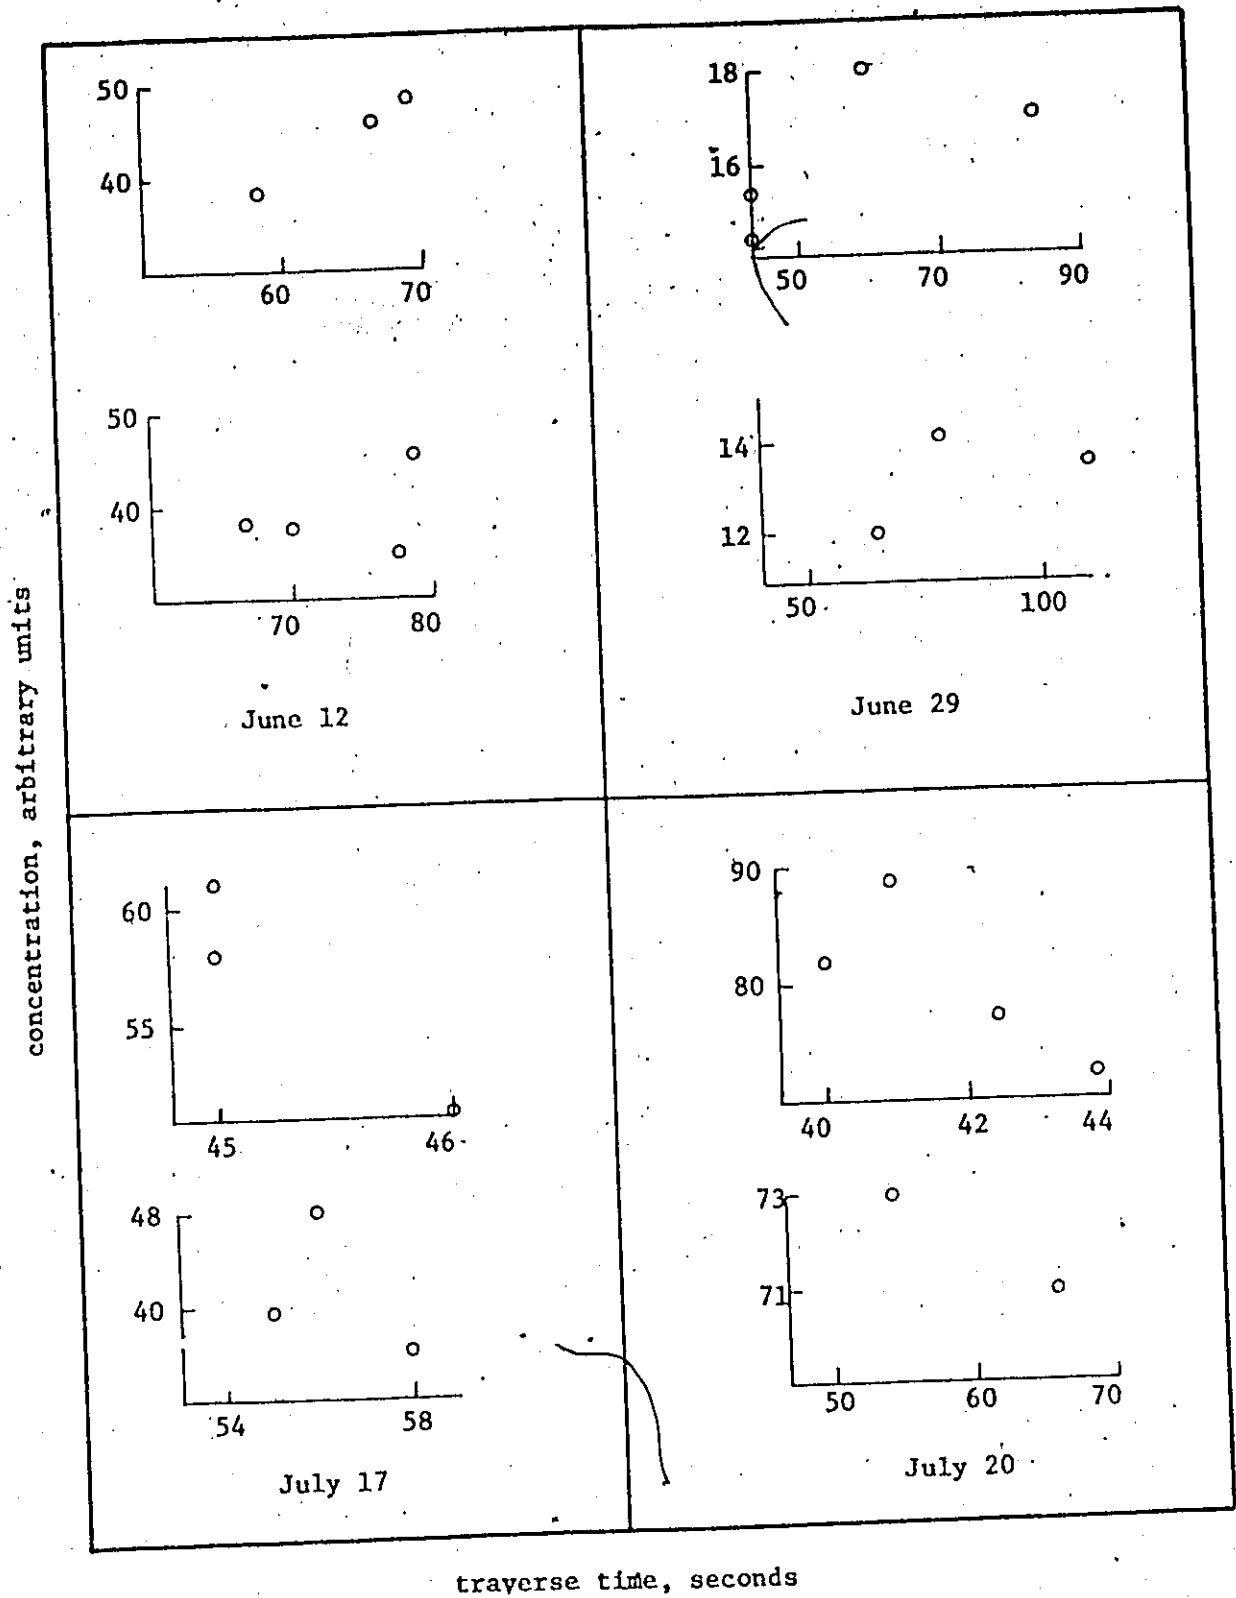 50
40
60 70
50
40
70 80
June 12
18
16
50 70 90
14
12
50 100
June 29
60
55
45 46
48
40
54 58
July 17
90
80
40 42 44
73
71
50 60 70
July 20
concentration, arbitrary units
traverse time, seconds